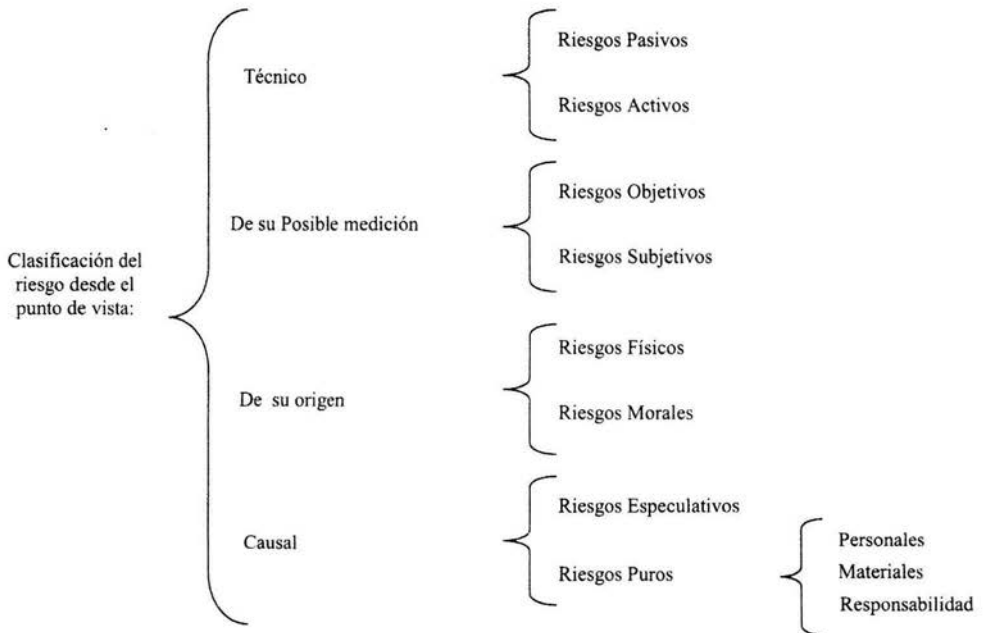 Clasificación del
riesgo desde el
punto de vista:
Técnico
Riesgos Pasivos
Riesgos Activos
De su Posible medición
Riesgos Objetivos
Riesgos Subjetivos
De su origen
Riesgos Físicos
Riesgos Morales
Causal
Riesgos Especulativos
Riesgos Puros
Personales
Materiales
Responsabilidad